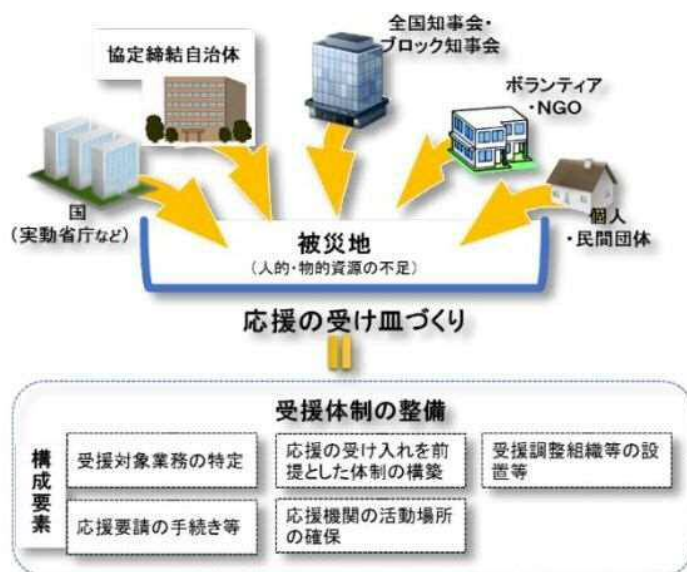 全国知事会・
ブロック知事会
協定締結自治体
ボランティア
・NGO
国
(実動省庁など)
個人
・民間団体
被災地
(人的・物的資源の不足)
応援の受け皿づくり
受援体制の整備
構成要素
受援対象業務の特定
応援の受け入れを前
提とした体制の構築
受援調整組織等の設
置等
応援要請の手続き等
応援機関の活動場所
の確保